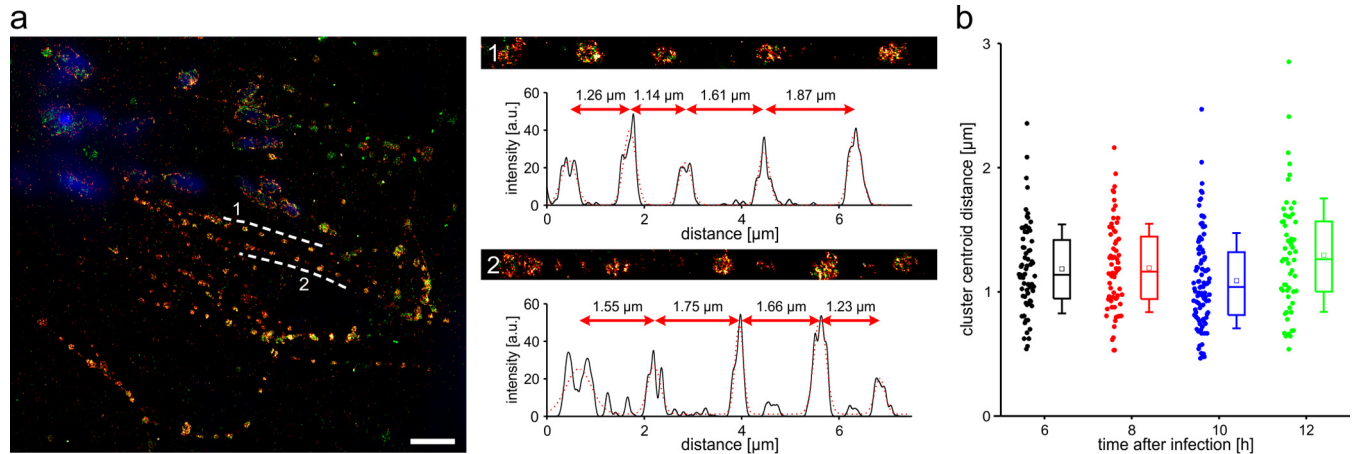 a
1
2
1
1.26 µm 1.14 µm 1.61 µm 1.87 µm
intensity [a.u.]
60
40
20
0
0 2 4 6
distance [µm]
2
1.55 µm 1.75 µm 1.66 µm 1.23 µm
intensity [a.u.]
60
40
20
0
0 2 4 6
distance [µm]
b
cluster centroid distance [µm]
3
2
1
0
6 8 10 12
time after infection [h]